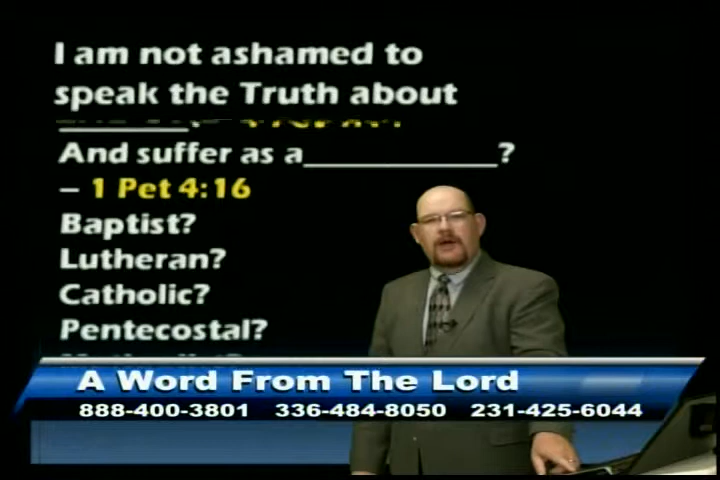 I am not ashamed to
speak the Truth about
And suffer as a____________?
– 1 Pet 4:16
Baptist?
Lutheran?
Catholic?
Pentecostal?
A Word From The Lord
888-400-3801 336-484-8050 231-425-6044